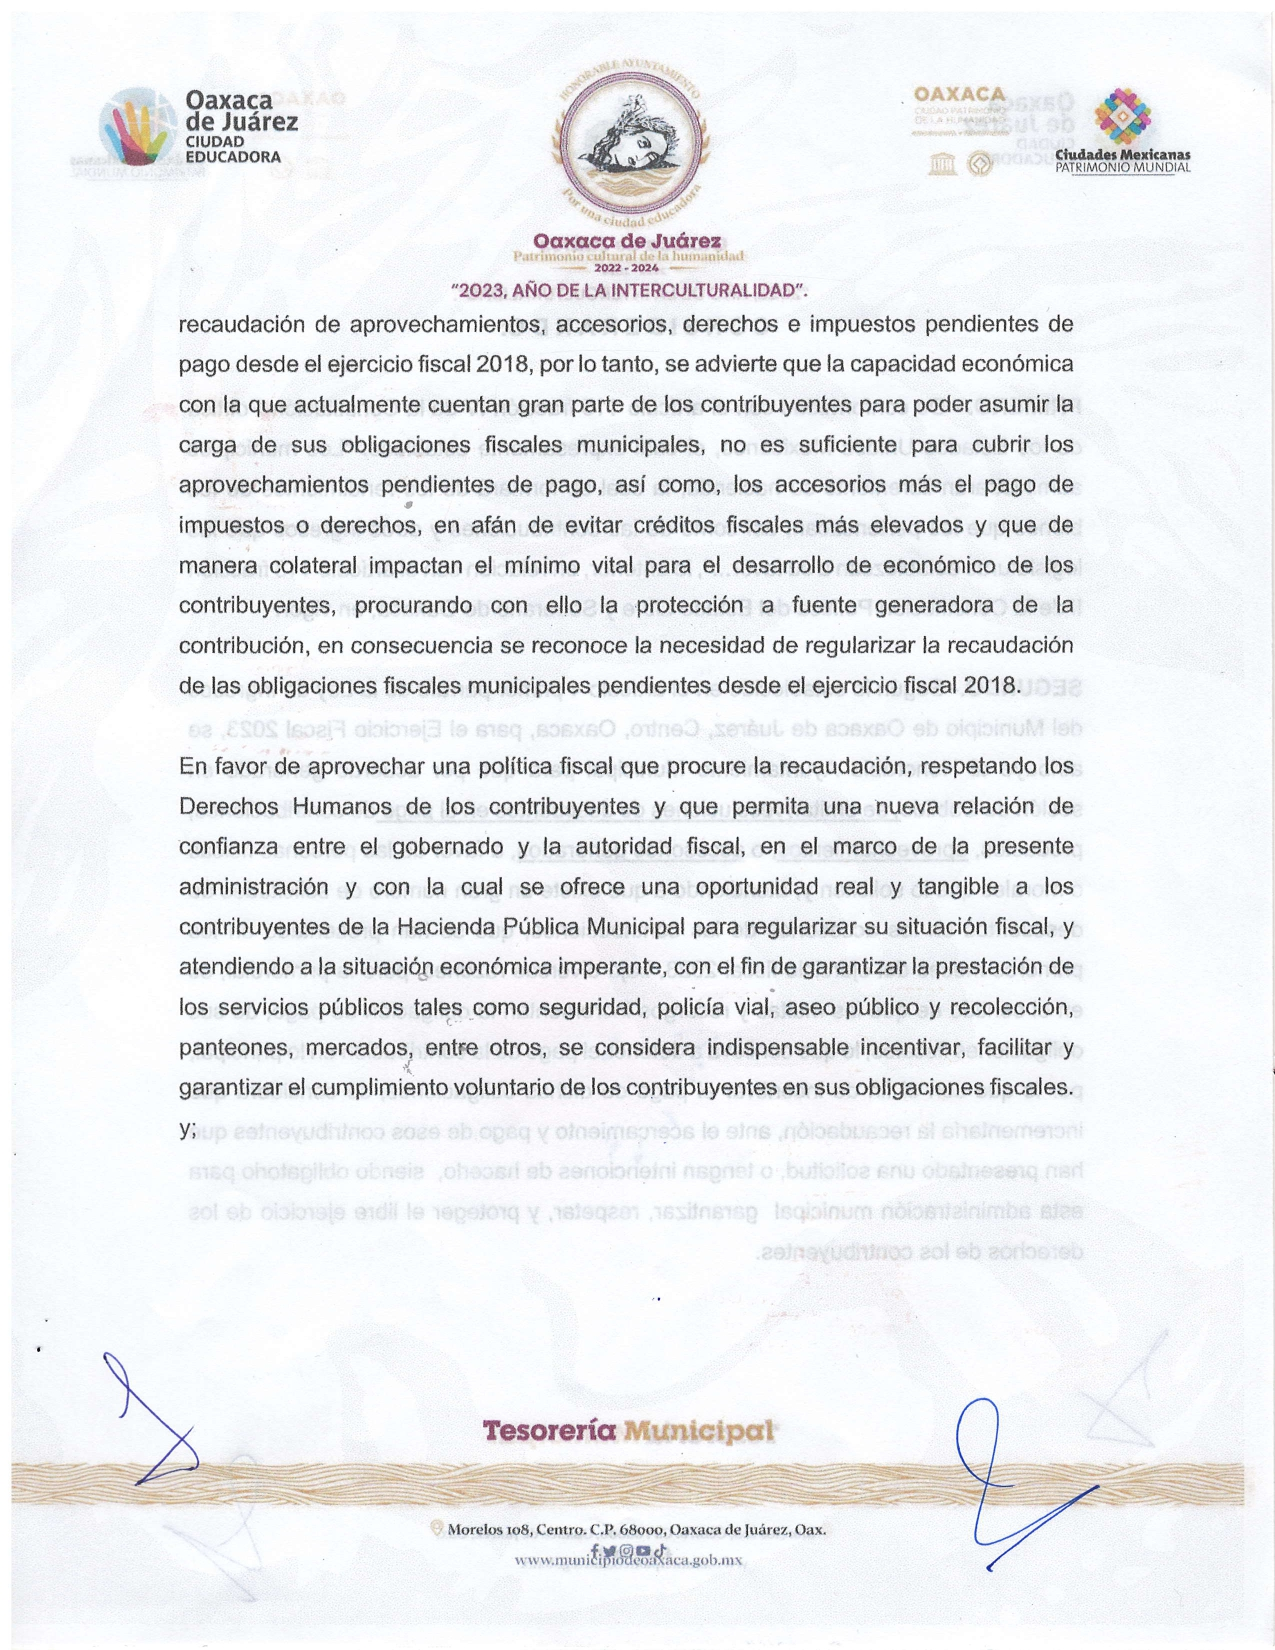 Oaxaca
de Juárez
CIUDAD
EDUCADORA
HONORABLE AYUNTAMIENTO
Por una ciudad educadora
Oaxaca de Juárez
Patrimonio cultural de la humanidad
2022 - 2024
OAXACA
CIUDAD PATRIMONIO
DE LA HUMANIDAD
Ciudades Mexicanas
PATRIMONIO MUNDIAL
"2023, AÑO DE LA INTERCULTURALIDAD".
recaudación de aprovechamientos, accesorios, derechos e impuestos pendientes de
pago desde el ejercicio fiscal 2018, por lo tanto, se advierte que la capacidad económica
con la que actualmente cuentan gran parte de los contribuyentes para poder asumir la
carga de sus obligaciones fiscales municipales, no es suficiente para cubrir los
aprovechamientos pendientes de pago, así como, los accesorios más el pago de
impuestos o derechos, en afán de evitar créditos fiscales más elevados y que de
manera colateral impactan el mínimo vital para el desarrollo de económico de los
contribuyentes, procurando con ello la protección a fuente generadora de la
contribución, en consecuencia se reconoce la necesidad de regularizar la recaudación
de las obligaciones fiscales municipales pendientes desde el ejercicio fiscal 2018.
En favor de aprovechar una política fiscal que procure la recaudación, respetando los
Derechos Humanos de los contribuyentes y que permita una nueva relación de
confianza entre el gobernado y la autoridad fiscal, en el marco de la presente
administración y con la cual se ofrece una oportunidad real y tangible a los
contribuyentes de la Hacienda Pública Municipal para regularizar su situación fiscal, y
atendiendo a la situación económica imperante, con el fin de garantizar la prestación de
los servicios públicos tales como seguridad, policía vial, aseo público y recolección,
panteones, mercados, entre otros, se considera indispensable incentivar, facilitar y
garantizar el cumplimiento voluntario de los contribuyentes en sus obligaciones fiscales.
y;
Tesorería Municipal
Morelos 108, Centro. C.P. 68000, Oaxaca de Juárez, Oax.
www.municipiodeoaxaca.gob.mx